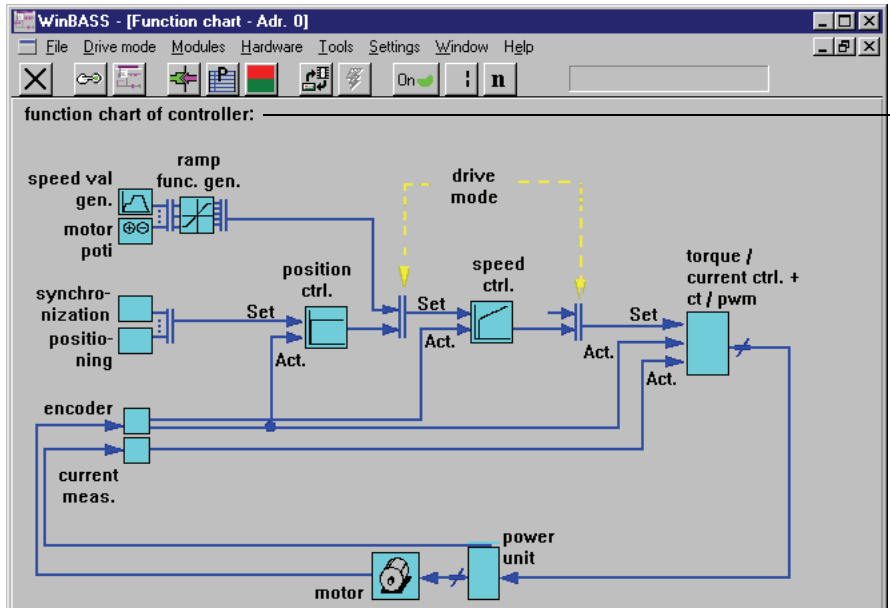 WinBASS - [Function chart - Adr. 0]
File Drive mode Modules Hardware Tools Settings Window Help
P On n
function chart of controller:
ramp
func. gen.
speed val
gen.
motor
poti
drive
mode
synchro-
nization
positio-
ning
position
ctrl.
Set
Act.
speed
ctrl.
Set
Act.
torque /
current ctrl. +
ct / pwm
Set
Act.
Act.
encoder
current
meas.
power
unit
motor